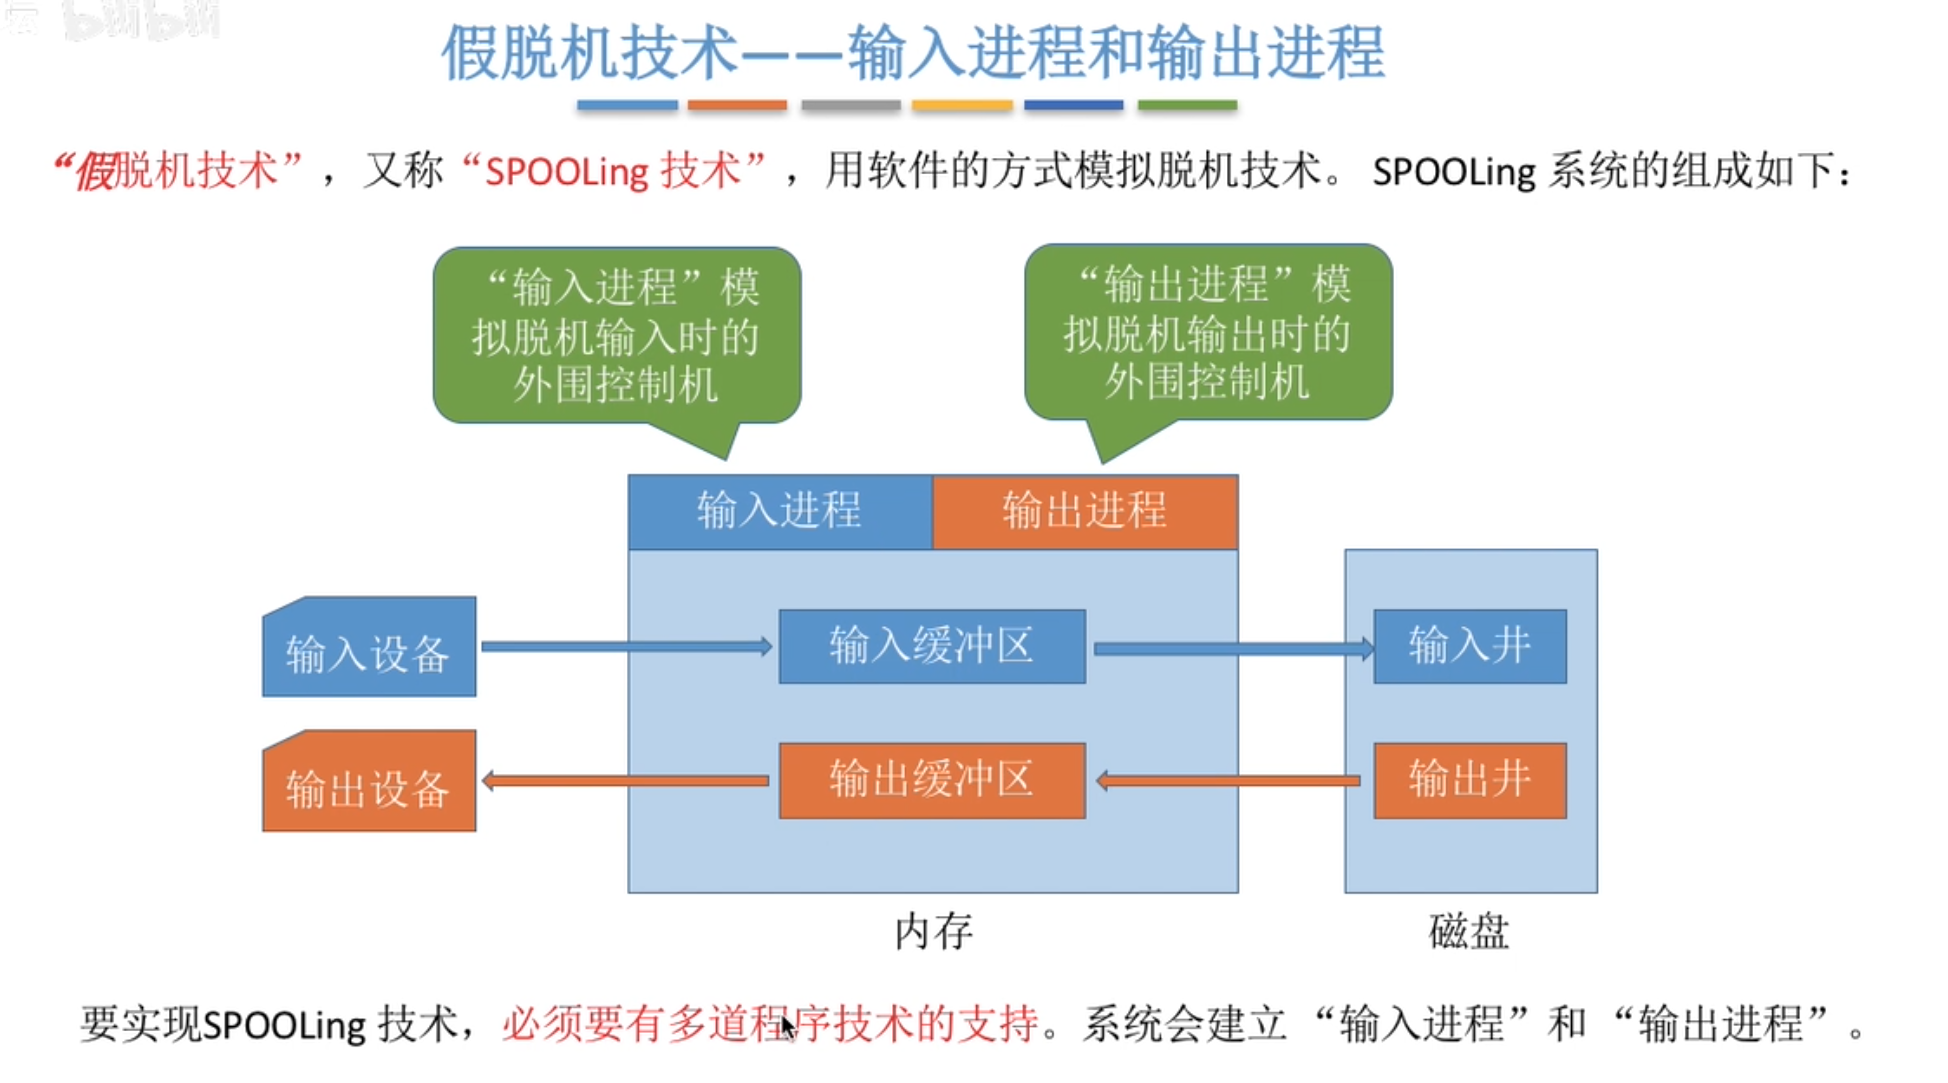 bilibili
假脱机技术——输入进程和输出进程
“假脱机技术”，又称“SPOOLing 技术”，用软件的方式模拟脱机技术。 SPOOLing 系统的组成如下：
“输入进程”模
拟脱机输入时的
外围控制机
“输出进程”模
拟脱机输出时的
外围控制机
输入进程
输出进程
输入设备
输入缓冲区
输入井
输出设备
输出缓冲区
输出井
内存
磁盘
要实现SPOOLing 技术，必须要有多道程序技术的支持。系统会建立“输入进程”和 “输出进程”。